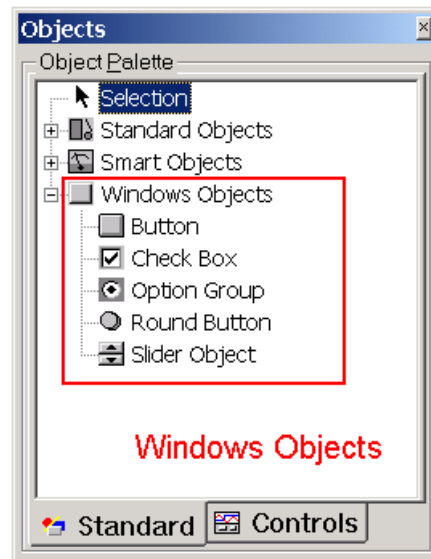 Objects
Object Palette
Selection
Standard Objects
Smart Objects
Windows Objects
Button
Check Box
Option Group
Round Button
Slider Object
Windows Objects
Standard Controls